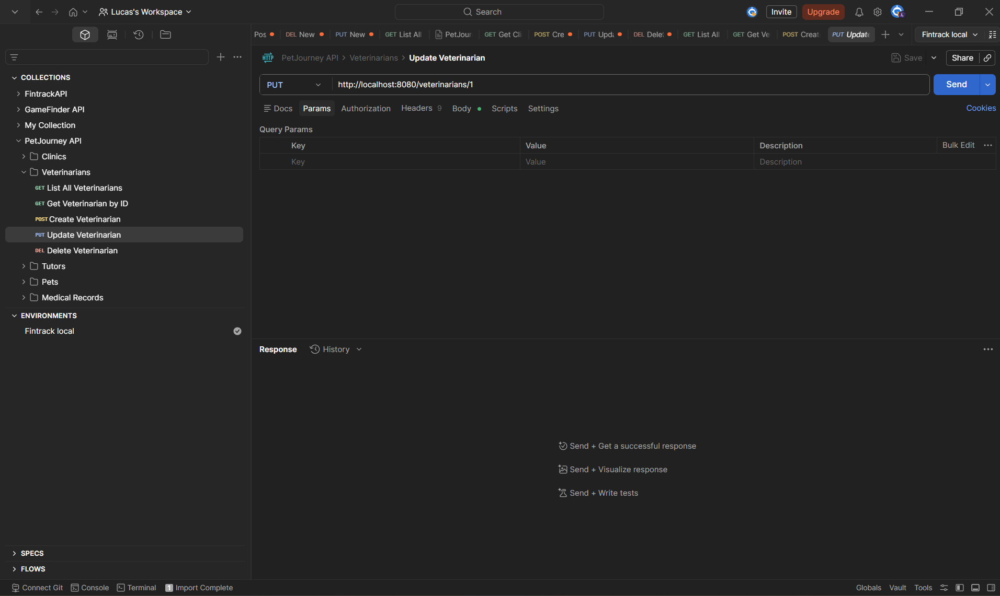 Lucas's Workspace
Search
Invite
Upgrade
L
Pos
DEL New
PUT New
GET List All
PetJour
GET Get Cli
POST Cre
PUT Upd
DEL Dele
GET List All
GET Get Ve
POST Creat
PUT Update
Fintrack local
HTTP PetJourney API > Veterinarians > Update Veterinarian
Save
Share
COLLECTIONS
FintrackAPI
GameFinder API
My Collection
PetJourney API
Clinics
Veterinarians
GET List All Veterinarians
GET Get Veterinarian by ID
POST Create Veterinarian
PUT Update Veterinarian
DEL Delete Veterinarian
Tutors
Pets
Medical Records
ENVIRONMENTS
Fintrack local
SPECS
FLOWS
PUT
http://localhost:8080/veterinarians/1
Send
Docs
Params
Authorization
Headers 9
Body
Scripts
Settings
Cookies
Query Params
Key Value Description Bulk Edit
Key Value Description
Response
History
Send + Get a successful response
Send + Visualize response
Send + Write tests
Connect Git
Console
Terminal
1 Import Complete
Globals
Vault
Tools